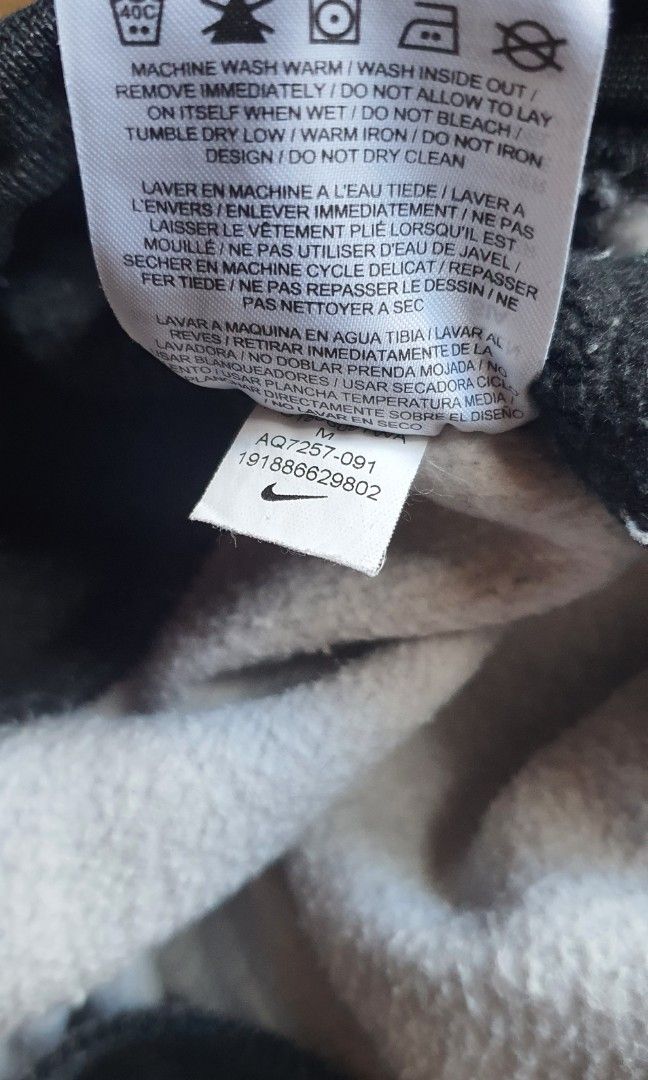 40C
MACHINE WASH WARM / WASH INSIDE OUT /
REMOVE IMMEDIATELY / DO NOT ALLOW TO LAY
ON ITSELF WHEN WET / DO NOT BLEACH /
TUMBLE DRY LOW / WARM IRON / DO NOT IRON
DESIGN / DO NOT DRY CLEAN
LAVER EN MACHINE A L'EAU TIEDE / LAVER A
L'ENVERS / ENLEVER IMMEDIATEMENT / NE PAS
LAISSER LE VÊTEMENT PLIÉ LORSQU'IL EST
MOUILLÉ / NE PAS UTILISER D'EAU DE JAVEL /
SECHER EN MACHINE CYCLE DELICAT / REPASSER
FER TIEDE / NE PAS REPASSER LE DESSIN / NE
PAS NETTOYER A SEC
LAVAR A MAQUINA EN AGUA TIBIA / LAVAR AL
REVES / RETIRAR INMEDIATAMENTE DE LA
LAVADORA / NO DOBLAR PRENDA MOJADA / NO
USAR BLANQUEADORES / USAR SECADORA CICLO
/ USAR PLANCHA TEMPERATURA MEDIA /
DIRECTAMENTE SOBRE EL DISEÑO
/ NO LAVAR EN SECO
M
AQ7257-091
191886629802